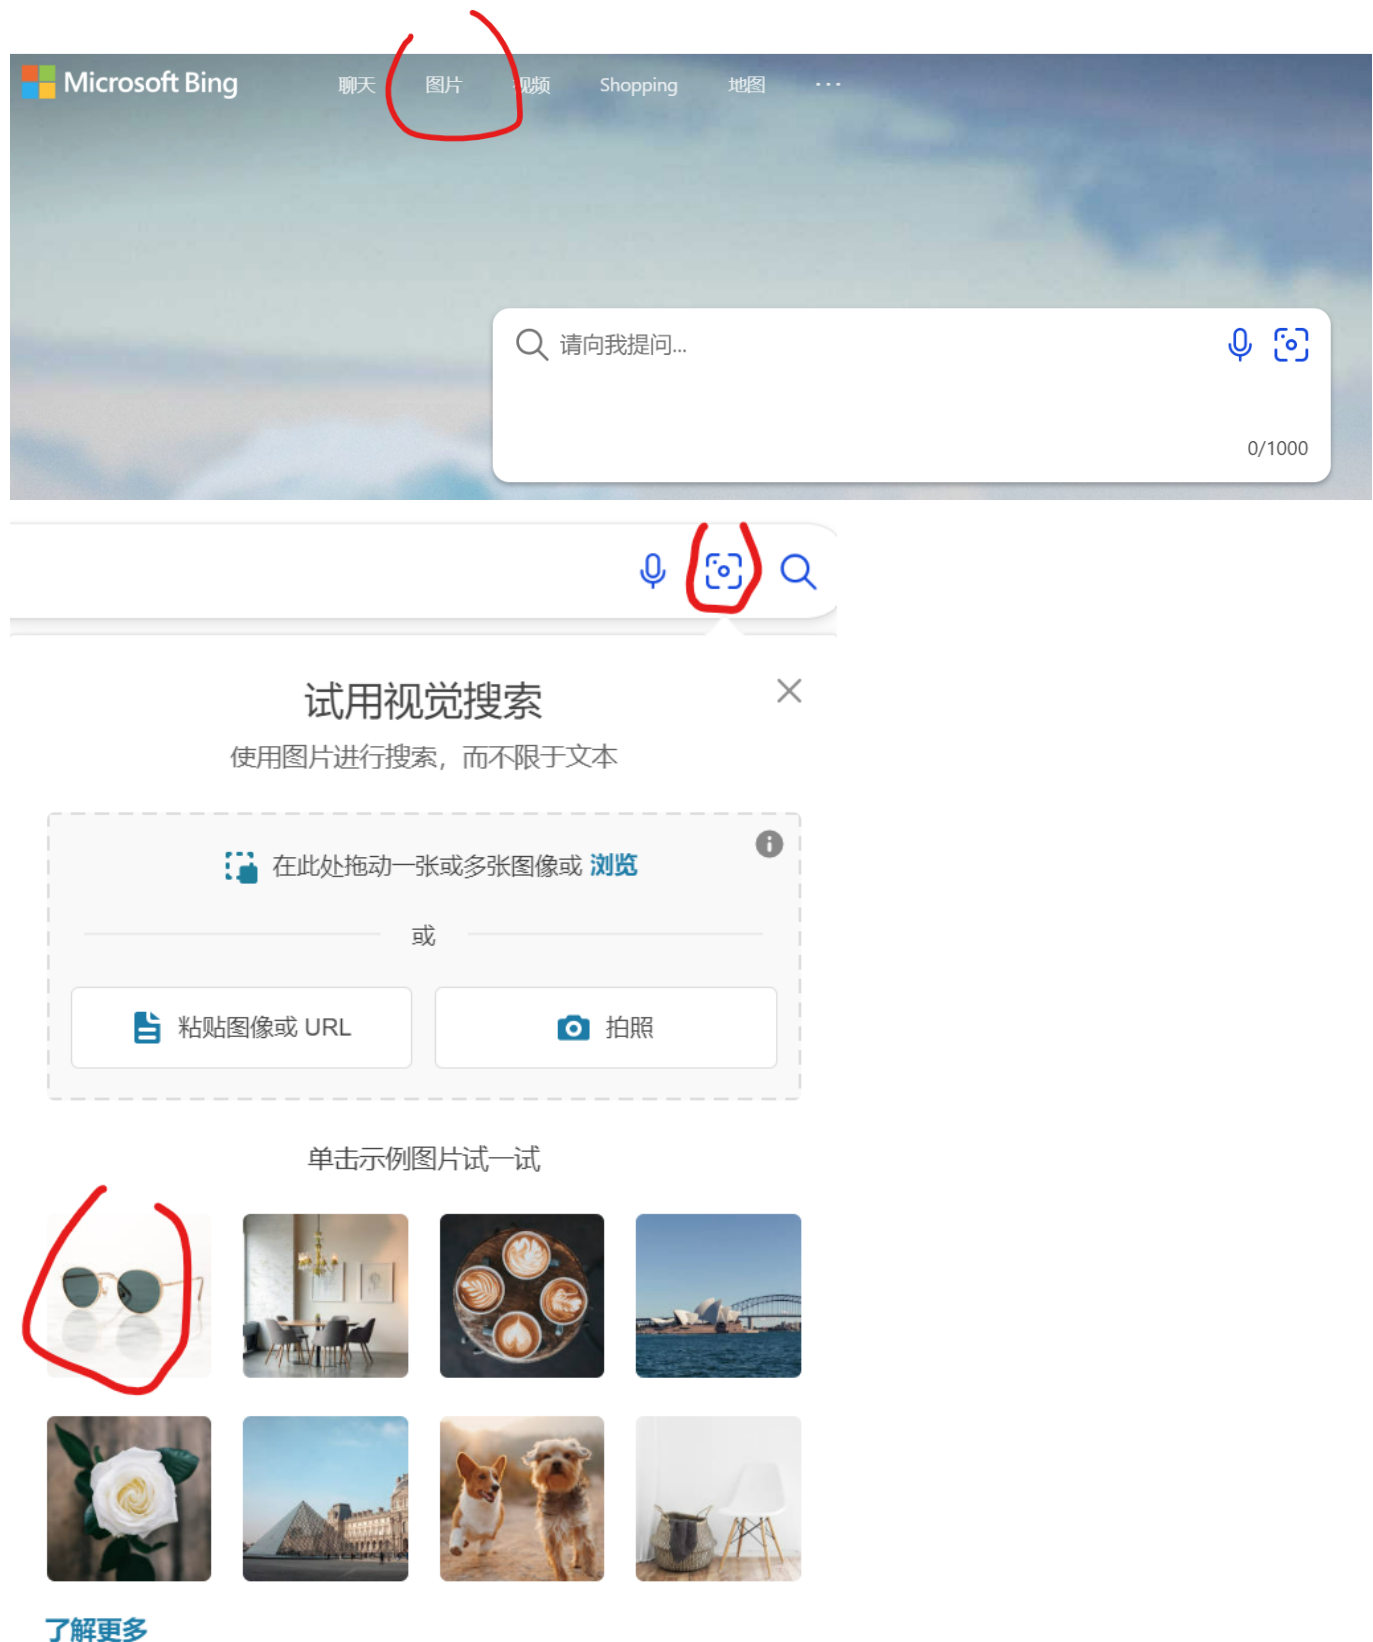 Microsoft Bing 聊天 图片 视频 Shopping 地图 ···
请向我提问...
0/1000
试用视觉搜索
使用图片进行搜索，而不限于文本
在此处拖动一张或多张图像或 浏览
或
粘贴图像或 URL 拍照
单击示例图片试一试
了解更多